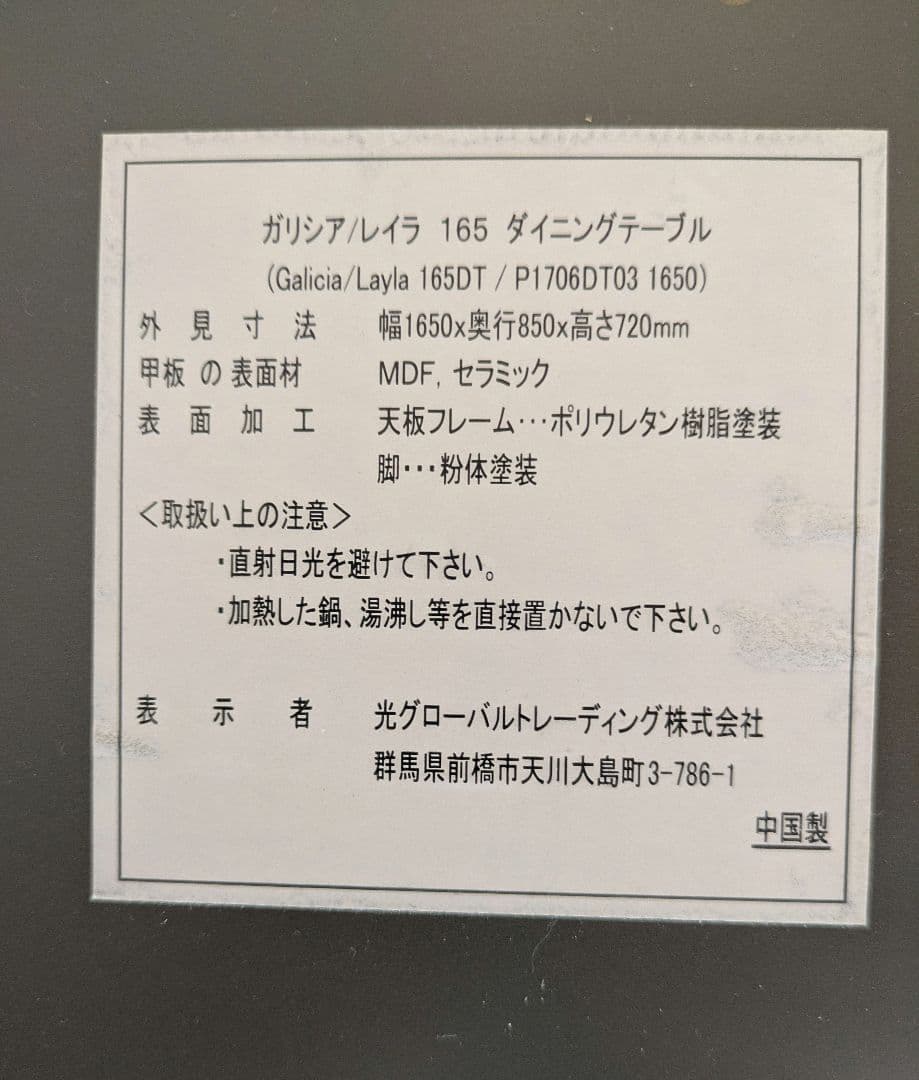 ガリシア/レイラ 165 ダイニングテーブル
(Galicia/Layla 165DT / P1706DT03 1650)
外見寸法 幅1650x奥行850x高さ720mm
甲板の表面材 MDF, セラミック
表面加工 天板フレーム･･･ポリウレタン樹脂塗装
脚･･･粉体塗装
＜取扱い上の注意＞
・直射日光を避けて下さい。
・加熱した鍋、湯沸し等を直接置かないで下さい。
表示者 光グローバルトレーディング株式会社
群馬県前橋市天川大島町3-786-1
中国製